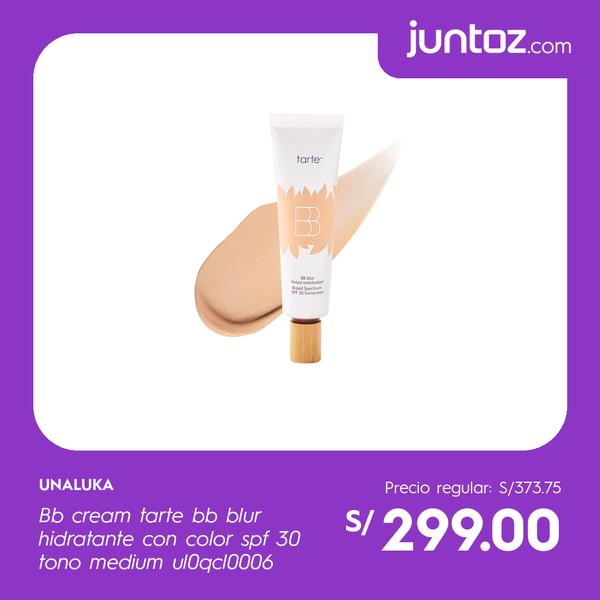 juntoz.com
tarte™
BB
BB blur
tinted moisturizer
Broad Spectrum
SPF 30 Sunscreen
UNALUKA
Bb cream tarte bb blur
hidratante con color spf 30
tono medium ul0qcl0006
Precio regular: S/373.75
S/ 299.00